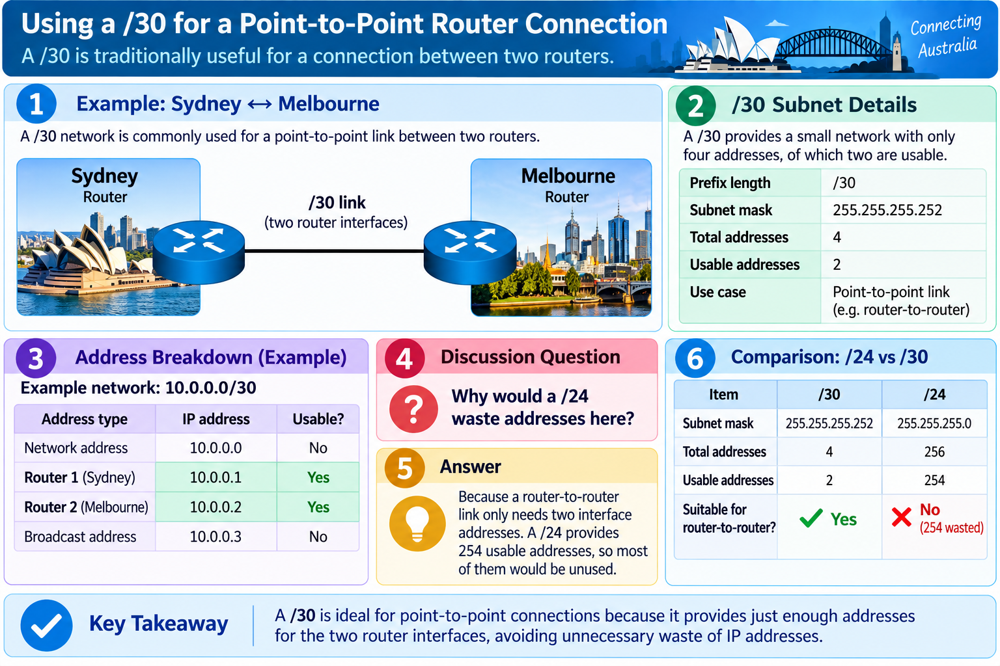 Using a /30 for a Point-to-Point Router Connection
A /30 is traditionally useful for a connection between two routers.
Connecting
Australia
1
Example: Sydney ↔ Melbourne
A /30 network is commonly used for a point-to-point link between two routers.
Sydney
Router
/30 link
(two router interfaces)
Melbourne
Router
2
/30 Subnet Details
A /30 provides a small network with only
four addresses, of which two are usable.
Prefix length /30
Subnet mask 255.255.255.252
Total addresses 4
Usable addresses 2
Use case Point-to-point link
(e.g. router-to-router)
3
Address Breakdown (Example)
Example network: 10.0.0.0/30
Address type IP address Usable?
Network address 10.0.0.0 No
Router 1 (Sydney) 10.0.0.1 Yes
Router 2 (Melbourne) 10.0.0.2 Yes
Broadcast address 10.0.0.3 No
4
Discussion Question
?
Why would a /24
waste addresses here?
5
Answer
Because a router-to-router
link only needs two interface
addresses. A /24 provides
254 usable addresses, so most
of them would be unused.
6
Comparison: /24 vs /30
Item /30 /24
Subnet mask 255.255.255.252 255.255.255.0
Total addresses 4 256
Usable addresses 2 254
Suitable for
router-to-router? Yes No
(254 wasted)
Key Takeaway
A /30 is ideal for point-to-point connections because it provides just enough addresses
for the two router interfaces, avoiding unnecessary waste of IP addresses.